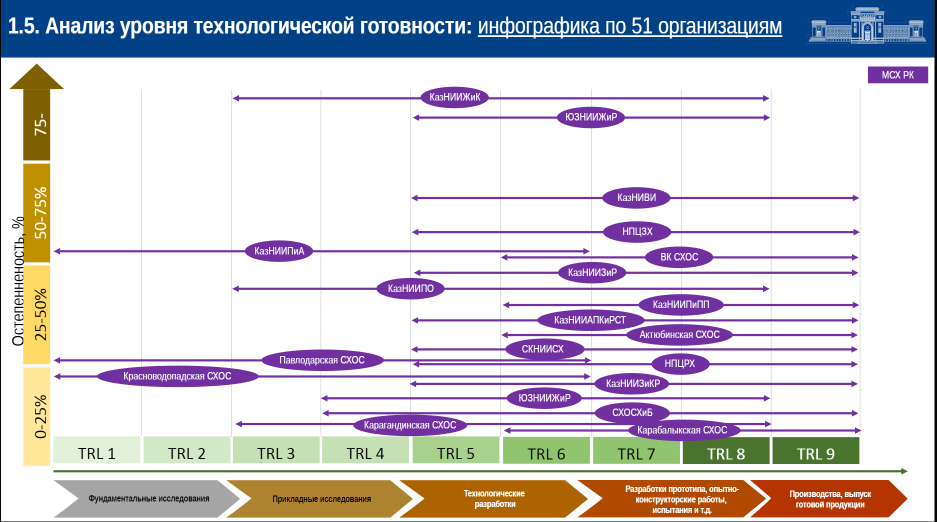 1.5. Анализ уровня технологической готовности: инфографика по 51 организациям
МСХ РК
Остепененность, %
75-
50-75%
25-50%
0-25%
КазНИИЖиК
ЮЗНИИЖиР
КазНИВИ
НПЦЗХ
КазНИИПиА
ВК СХОС
КазНИИЗиР
КазНИИПО
КазНИИПиПП
КазНИИАПКиРСТ
Актюбинская СХОС
СКНИИСХ
Павлодарская СХОС
НПЦРХ
Красноводопадская СХОС
КазНИИЗиКР
ЮЗНИИЖиР
СХОСХиБ
Карагандинская СХОС
Карабалыкская СХОС
TRL 1 TRL 2 TRL 3 TRL 4 TRL 5 TRL 6 TRL 7 TRL 8 TRL 9
Фундаментальные исследования
Прикладные исследования
Технологические
разработки
Разработки прототипа, опытно-
конструкторские работы,
испытания и т.д.
Производства, выпуск
готовой продукции